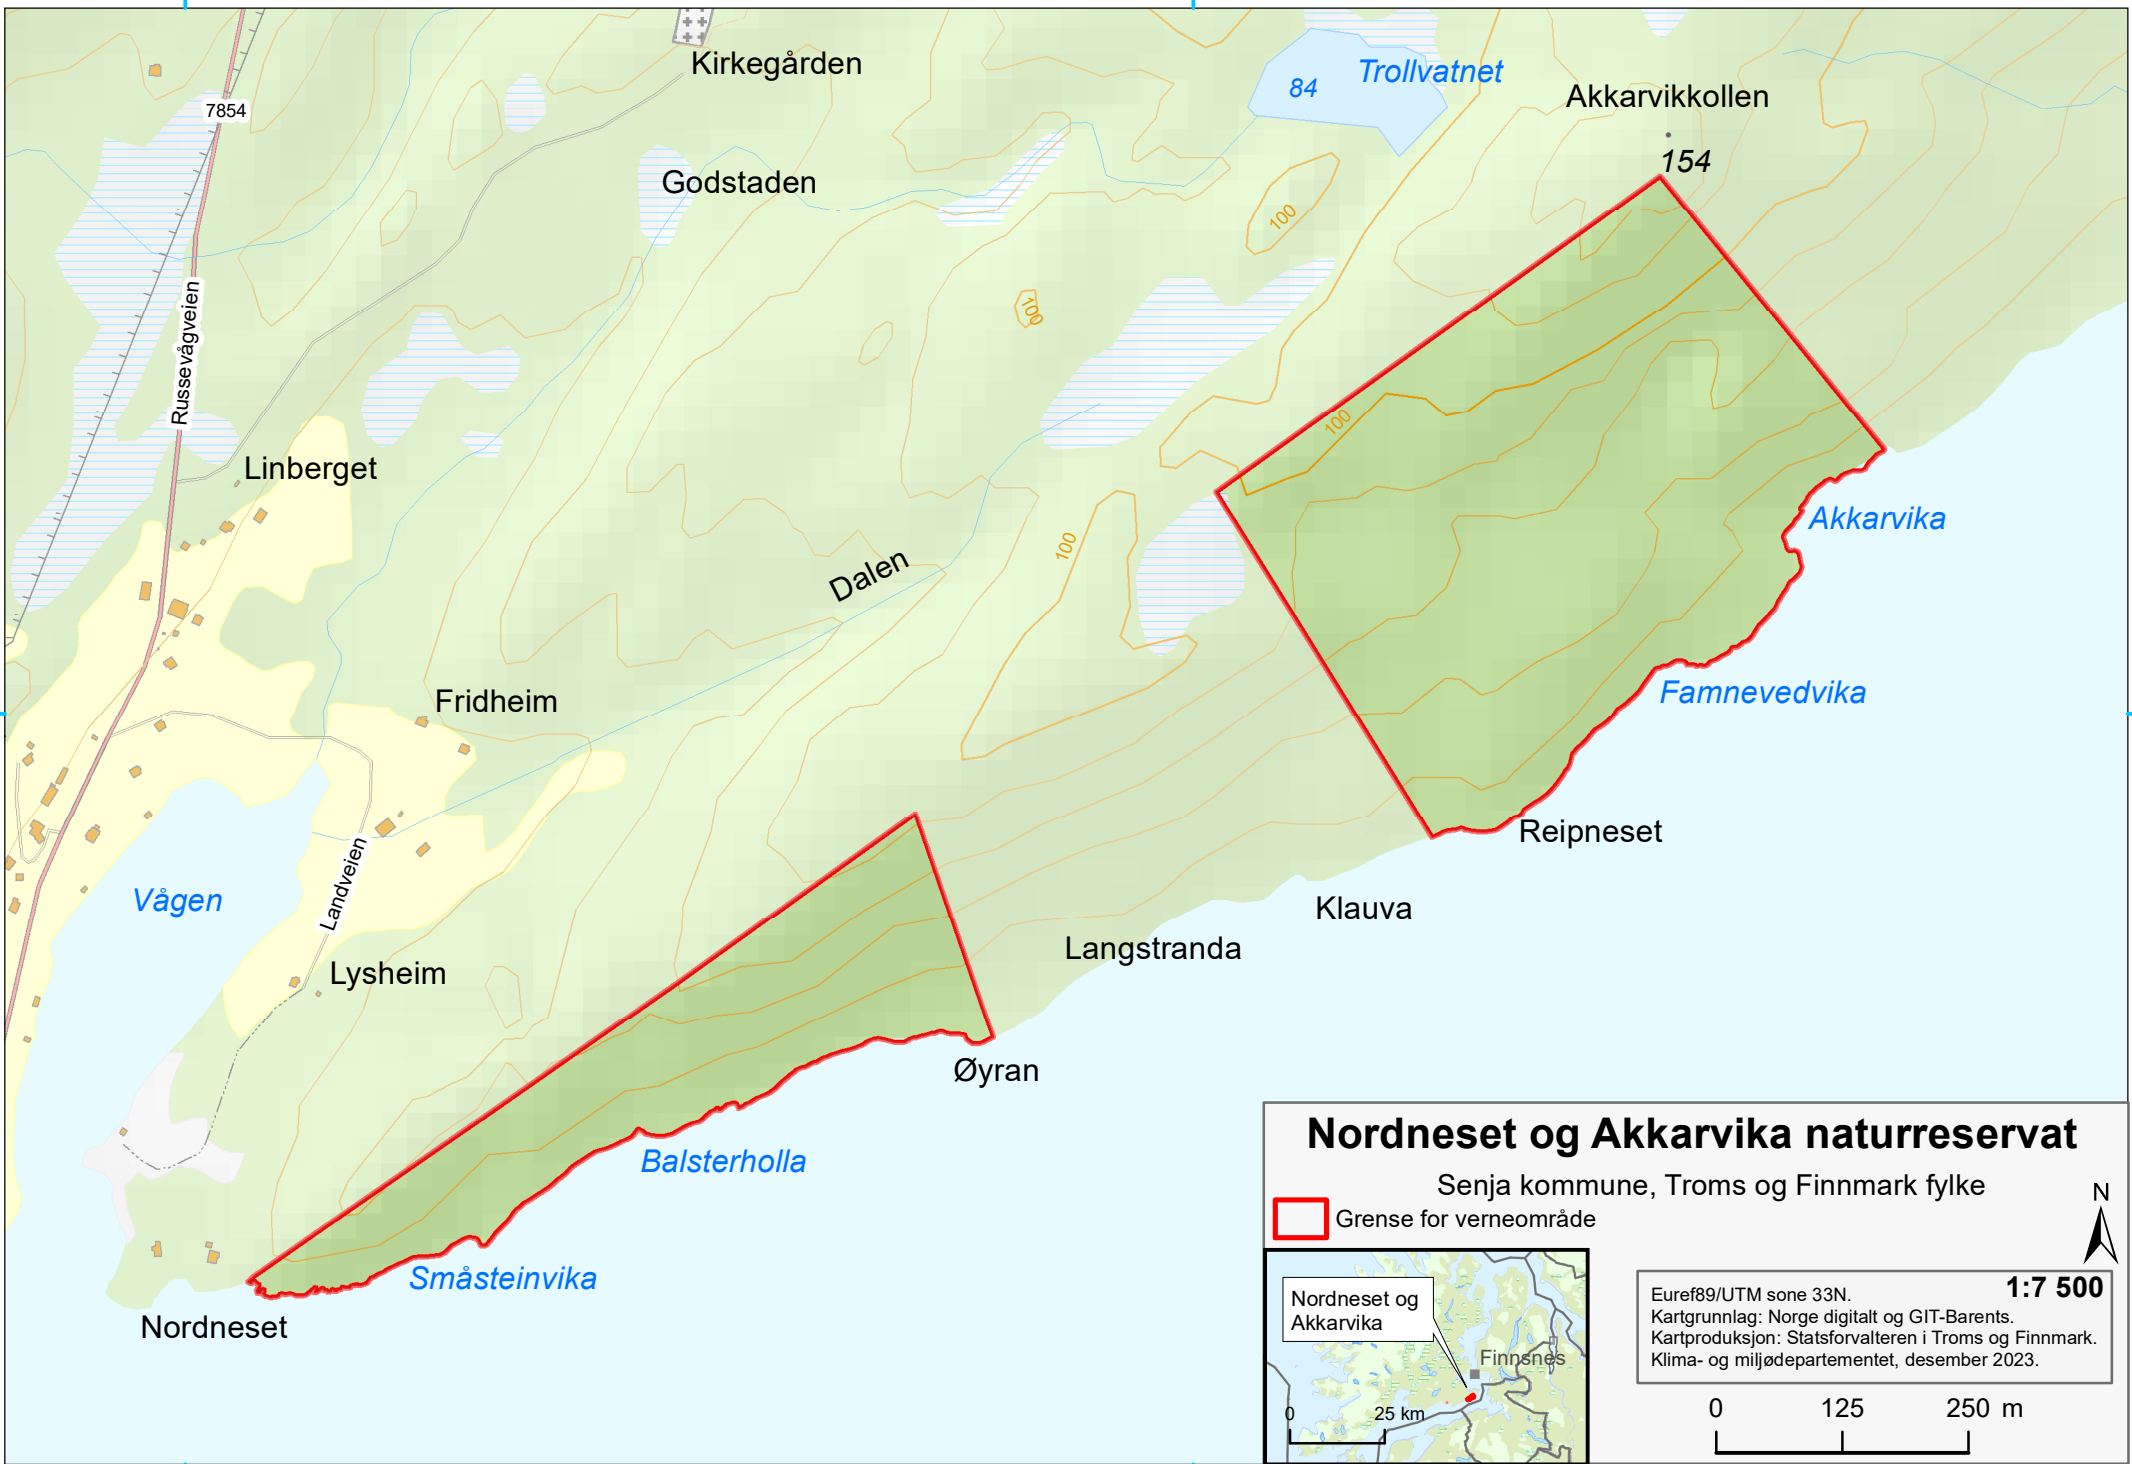 Kirkegården
Trollvatnet
84
Akkarvikkollen
7854
154
Godstaden
100
100
Russevågveien
100
Linberget
Akkarvika
100
Dalen
Fridheim
Famnevedvika
Reipneset
Landveien
Vågen
Klauva
Langstranda
Lysheim
Øyran
Balsterholla
Småsteinvika
Nordneset
Nordneset og Akkarvika naturreservat
Senja kommune, Troms og Finnmark fylke
N
Grense for verneområde
Nordneset og
Akkarvika
Finnsnes
0 25 km
1:7 500
Euref89/UTM sone 33N.
Kartgrunnlag: Norge digitalt og GIT-Barents.
Kartproduksjon: Statsforvalteren i Troms og Finnmark.
Klima- og miljødepartementet, desember 2023.
0 125 250 m